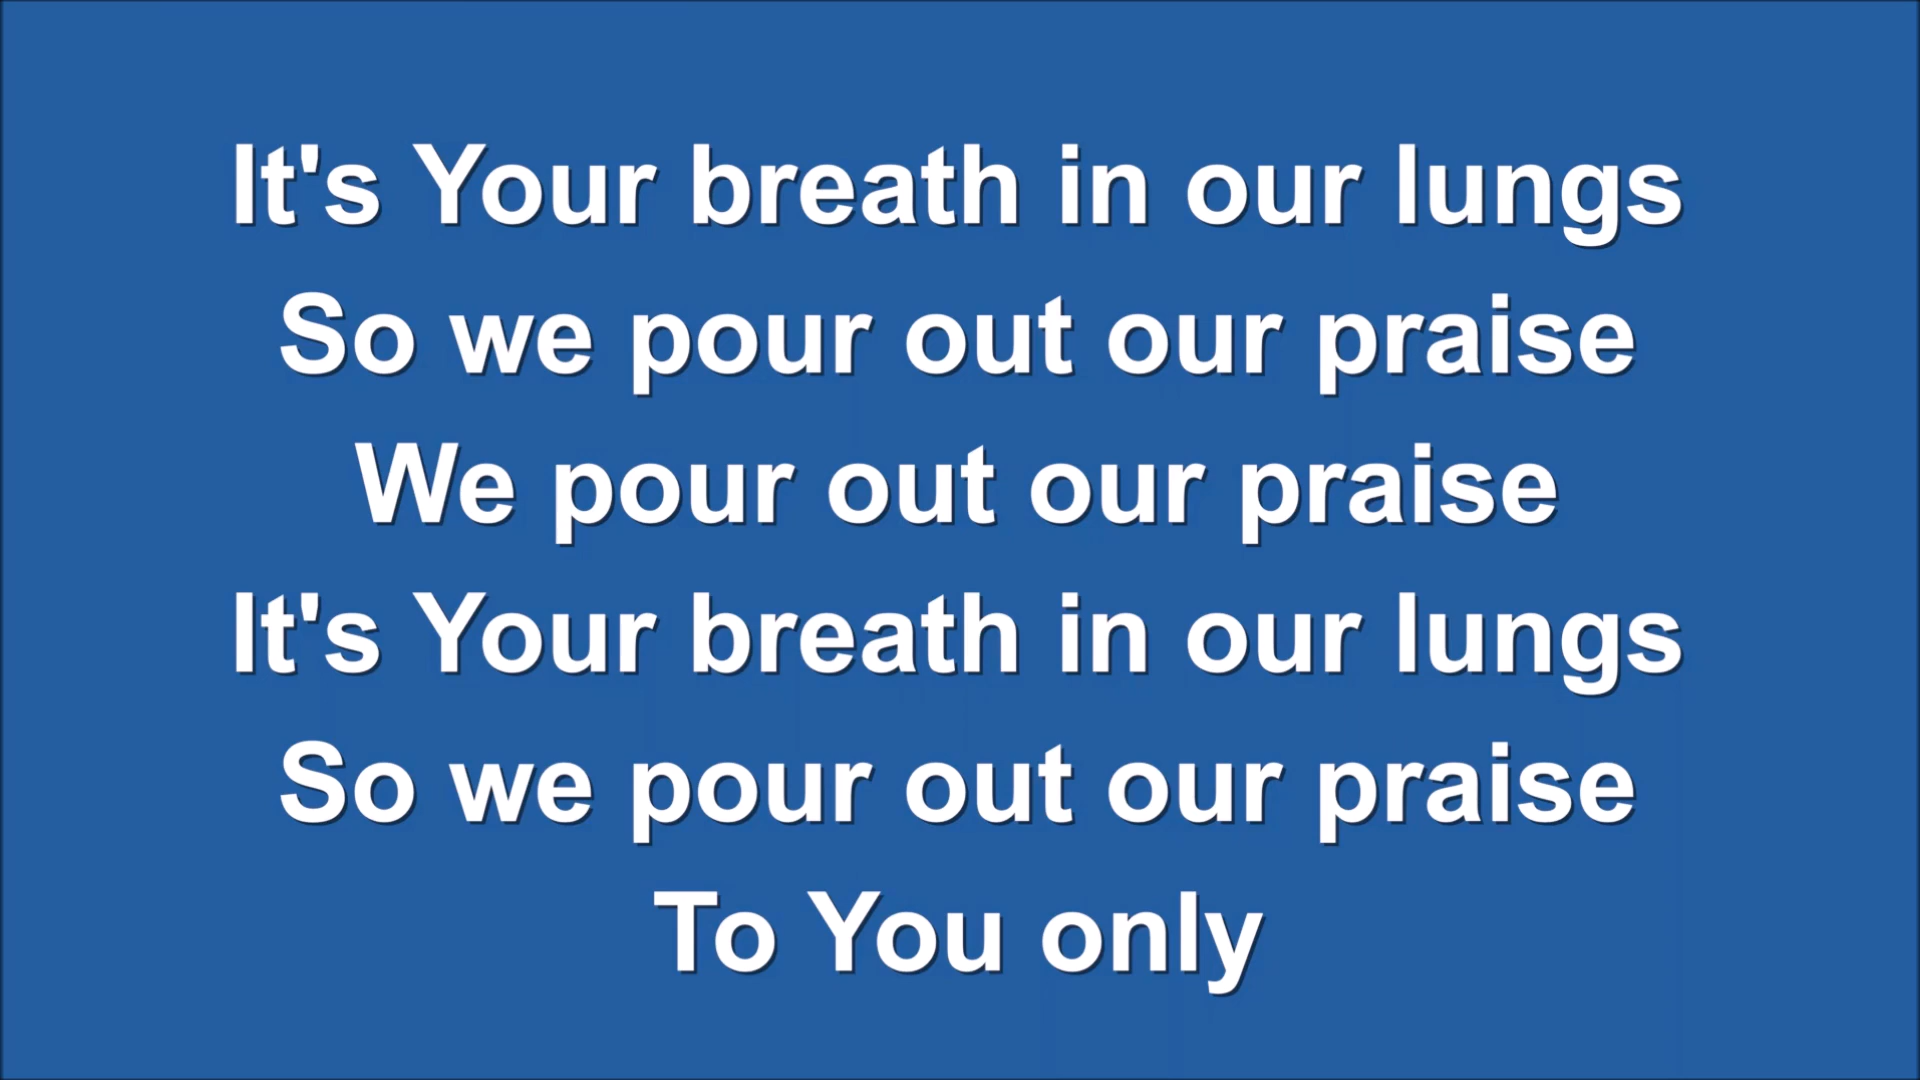 It's Your breath in our lungs
So we pour out our praise
We pour out our praise
It's Your breath in our lungs
So we pour out our praise
To You only